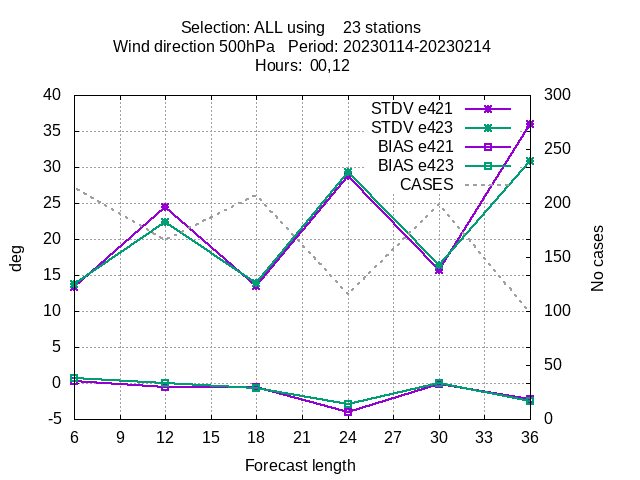 Selection: ALL using    23 stations
Wind direction 500hPa   Period: 20230114-20230214
Hours:  00,12
STDV e421
STDV e423
BIAS e421
BIAS e423
CASES
40
35
30
25
20
15
10
5
0
-5
deg
300
250
200
150
100
50
0
No cases
6 9 12 15 18 21 24 27 30 33 36
Forecast length